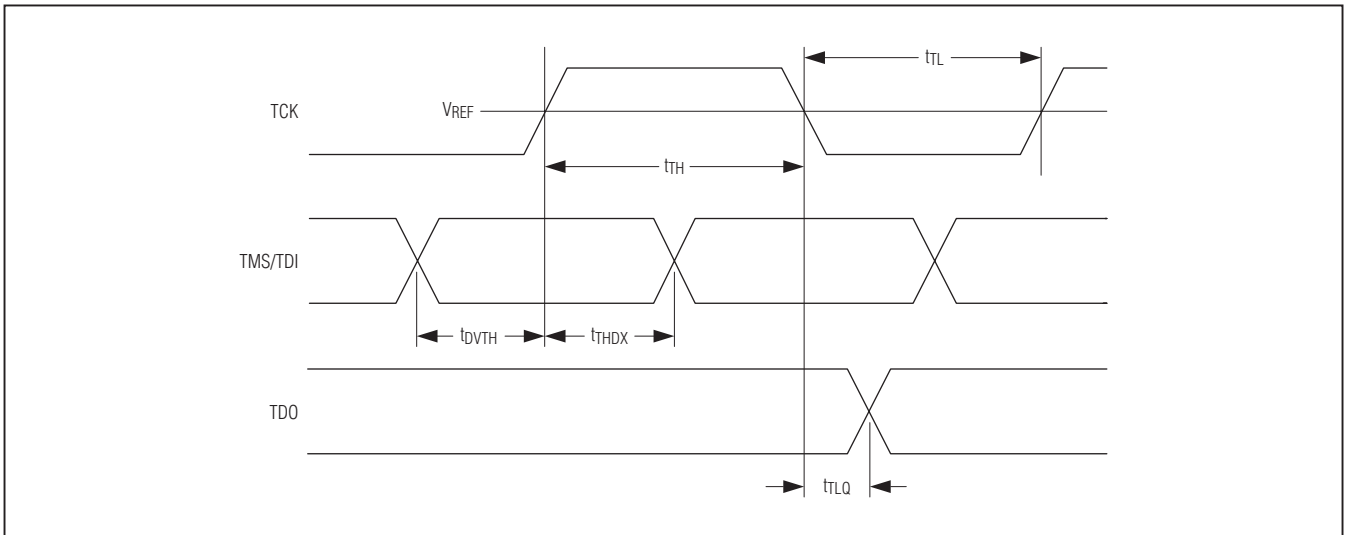 tTL
TCK
VREF
tTH
TMS/TDI
tDVTH
tTHDX
TDO
tTLQ